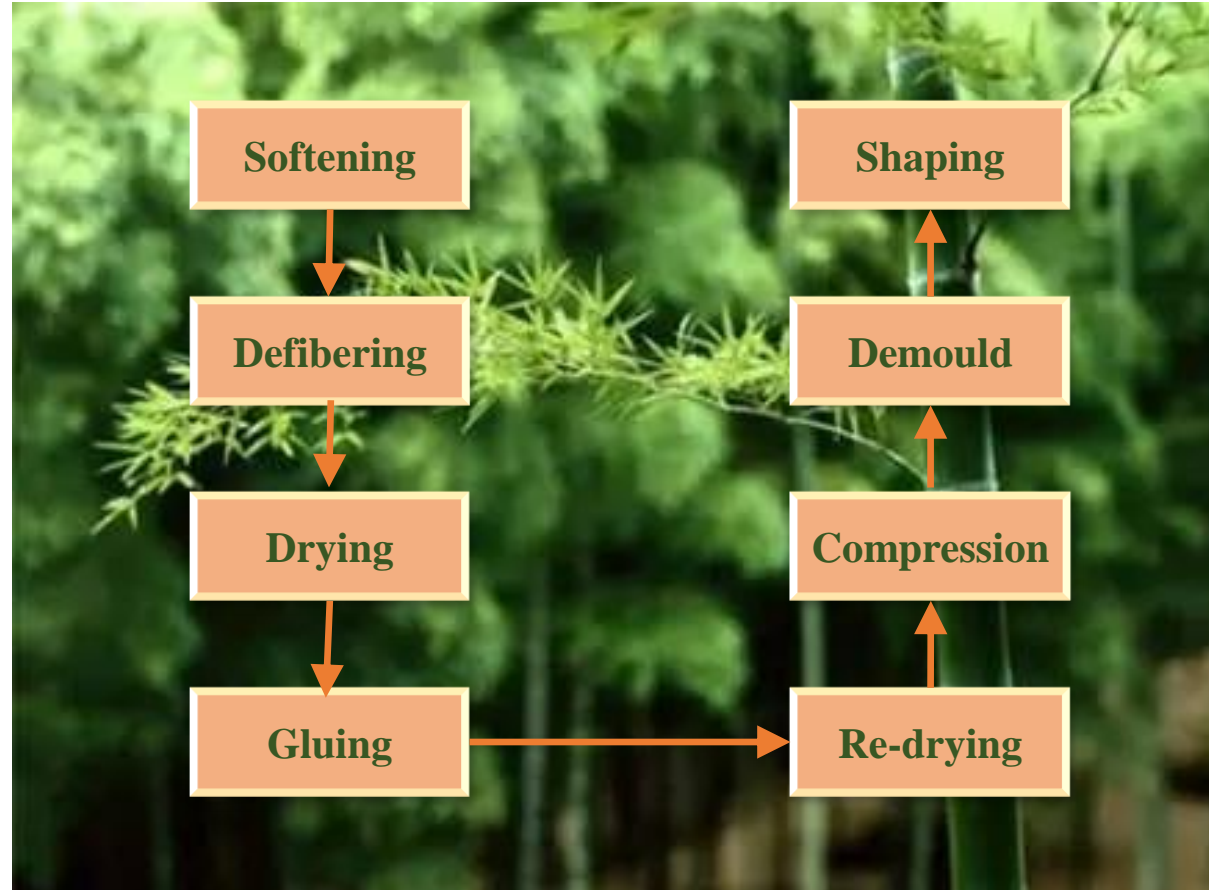 Softening
Defibering
Drying
Gluing
Re-drying
Compression
Demould
Shaping